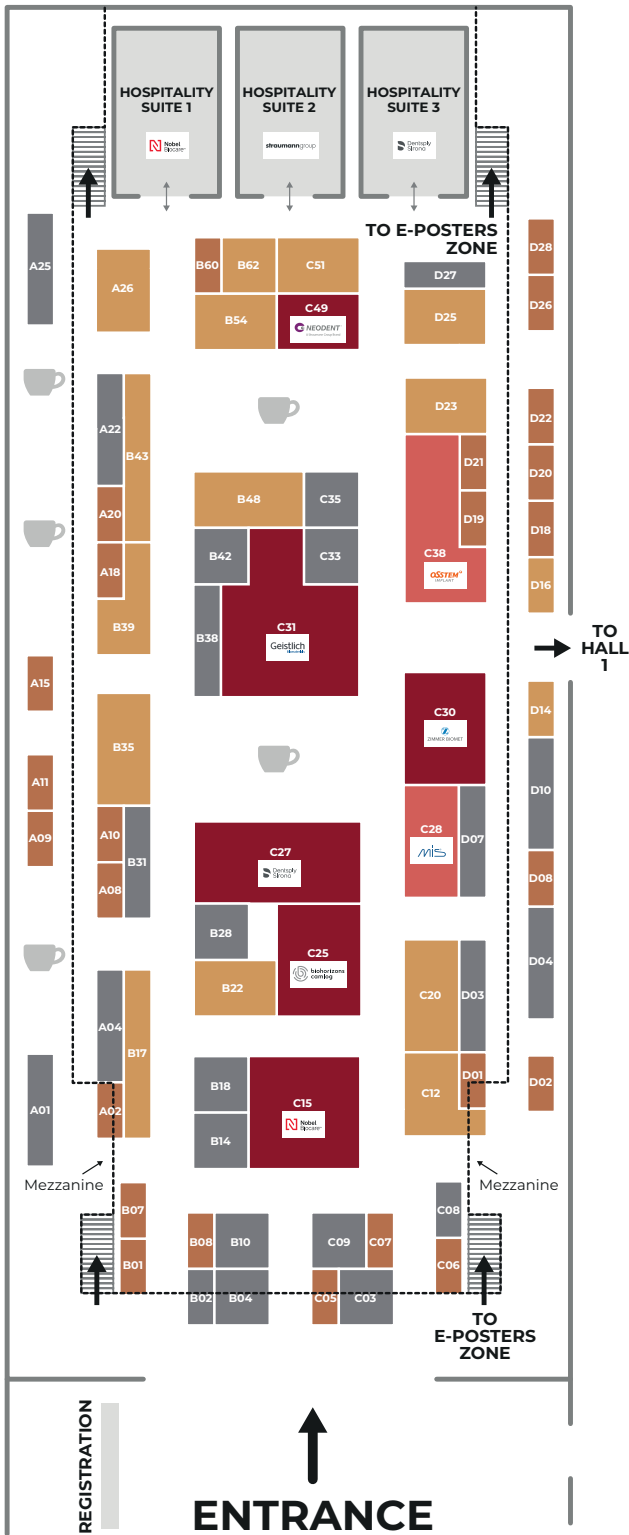 HOSPITALITY
SUITE 1
Nobel
Biocare™
HOSPITALITY
SUITE 2
straumanngroup
HOSPITALITY
SUITE 3
Dentsply
Sirona
TO E-POSTERS
ZONE
A25
A26
B60
B62
C51
D27
D28
D26
B54
C49
NEODENT
D25
A22
B43
D23
D22
A20
B48
C35
D21
D20
A18
B42
C33
D19
D18
C38
OSSTEM
IMPLANT
D16
B39
B38
C31
Geistlich
TO
HALL
1
A15
B35
C30
ZIMMER BIOMET
D14
A11
D10
A09
A10
B31
A08
C27
Dentsply
Sirona
C28
mis
D07
D08
B28
C25
biohorizons
camlog
B22
D04
C20
D03
A04
B17
A01
A02
B18
C15
Nobel
Biocare™
B14
C12
D01
D02
Mezzanine
Mezzanine
B07
B01
B08
B10
C09
C07
C08
C06
B02
B04
C05
C03
TO
E-POSTERS
ZONE
REGISTRATION
ENTRANCE